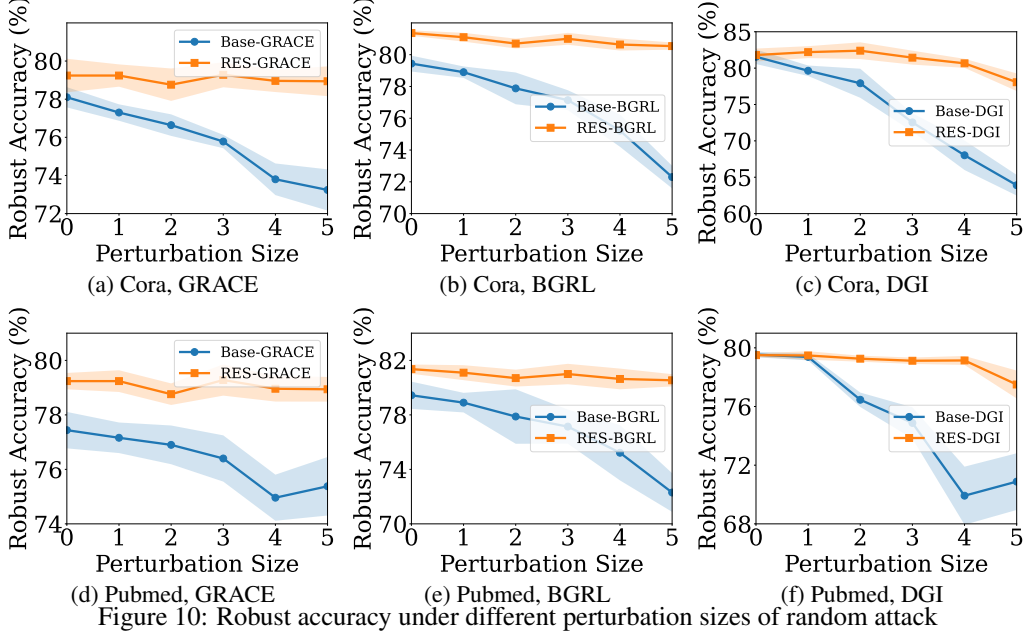 Robust Accuracy (%)
80
78
76
74
72
0 1 2 3 4 5
Perturbation Size
Base-GRACE
RES-GRACE
(a) Cora, GRACE
Robust Accuracy (%)
80
78
76
74
72
70
0 1 2 3 4 5
Perturbation Size
Base-BGRL
RES-BGRL
(b) Cora, BGRL
Robust Accuracy (%)
85
80
75
70
65
60
0 1 2 3 4 5
Perturbation Size
Base-DGI
RES-DGI
(c) Cora, DGI
Robust Accuracy (%)
80
78
76
74
0 1 2 3 4 5
Perturbation Size
Base-GRACE
RES-GRACE
(d) Pubmed, GRACE
Robust Accuracy (%)
82
78
74
70
0 1 2 3 4 5
Perturbation Size
Base-BGRL
RES-BGRL
(e) Pubmed, BGRL
Robust Accuracy (%)
80
76
72
68
0 1 2 3 4 5
Perturbation Size
Base-DGI
RES-DGI
(f) Pubmed, DGI
Figure 10: Robust accuracy under different perturbation sizes of random attack